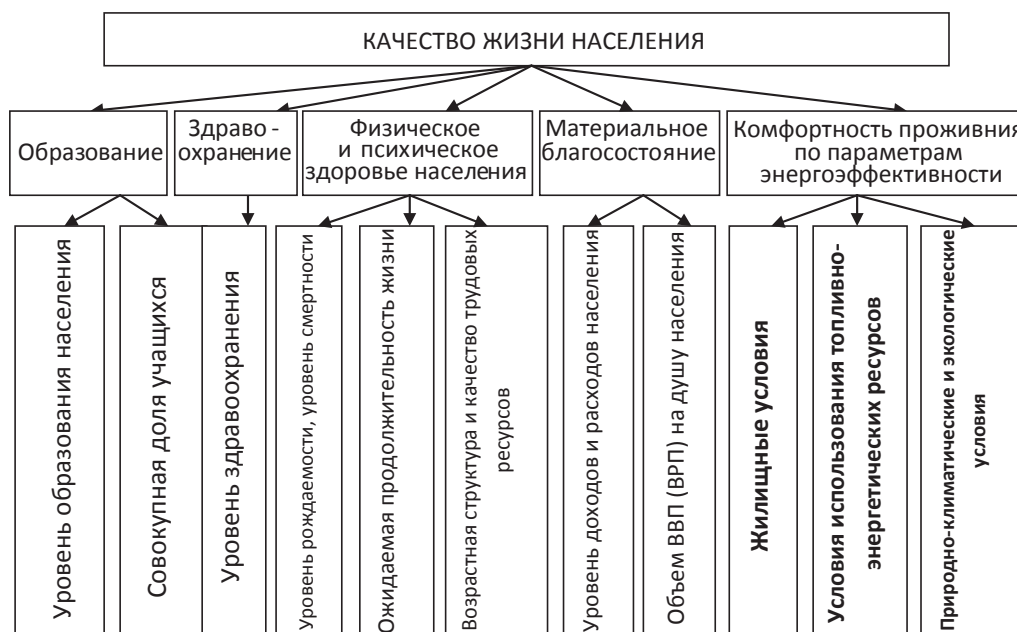 КАЧЕСТВО ЖИЗНИ НАСЕЛЕНИЯ
Образование
Здраво -
охранение
Физическое
и психическое
здоровье населения
Материальное
благосостояние
Комфортность проживния
по параметрам
энергоэффективности
Уровень образования населения
Совокупная доля учащихся
Уровень здравоохранения
Уровень рождаемости, уровень смертности
Ожидаемая продолжительность жизни
Возрастная структура и качество трудовых
ресурсов
Уровень доходов и расходов населения
Объем ВВП (ВРП) на душу населения
Жилищные условия
Условия использования топливно-
энергетических ресурсов
Природно-климатические и экологические
условия